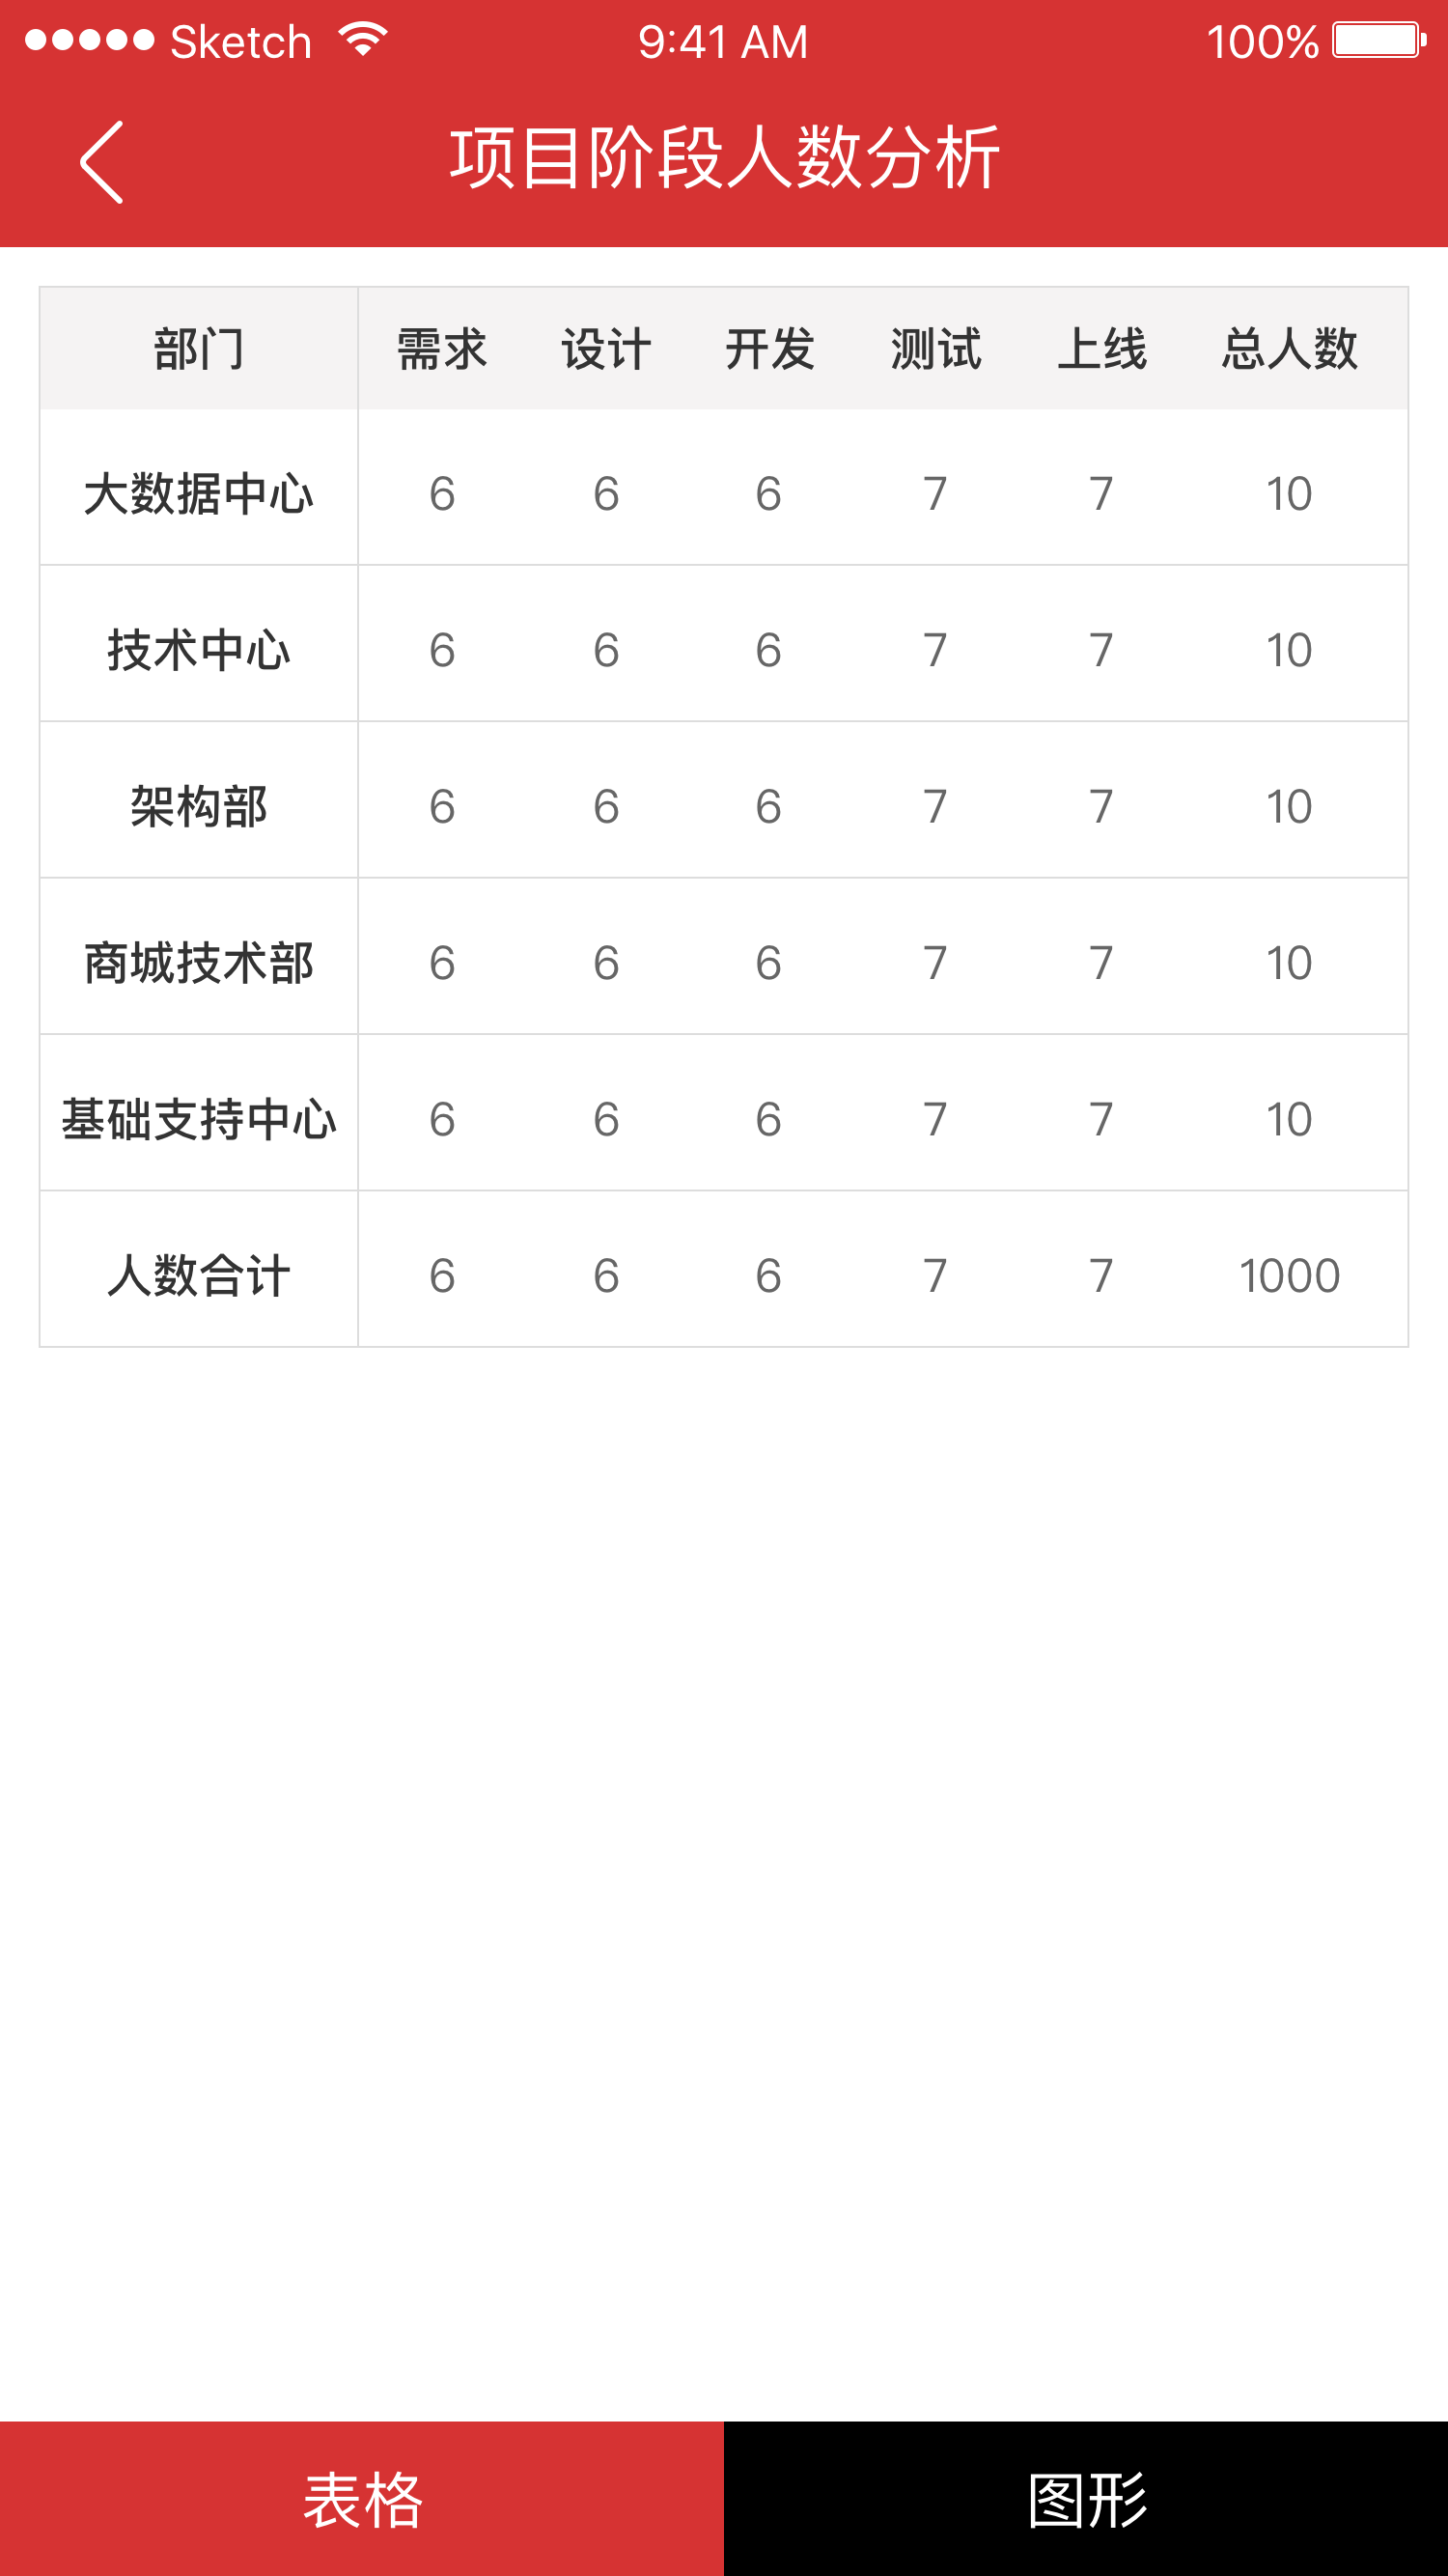 Sketch 9:41 AM 100%
项目阶段人数分析
部门 需求 设计 开发 测试 上线 总人数
大数据中心 6 6 6 7 7 10
技术中心 6 6 6 7 7 10
架构部 6 6 6 7 7 10
商城技术部 6 6 6 7 7 10
基础支持中心 6 6 6 7 7 10
人数合计 6 6 6 7 7 1000
表格 图形